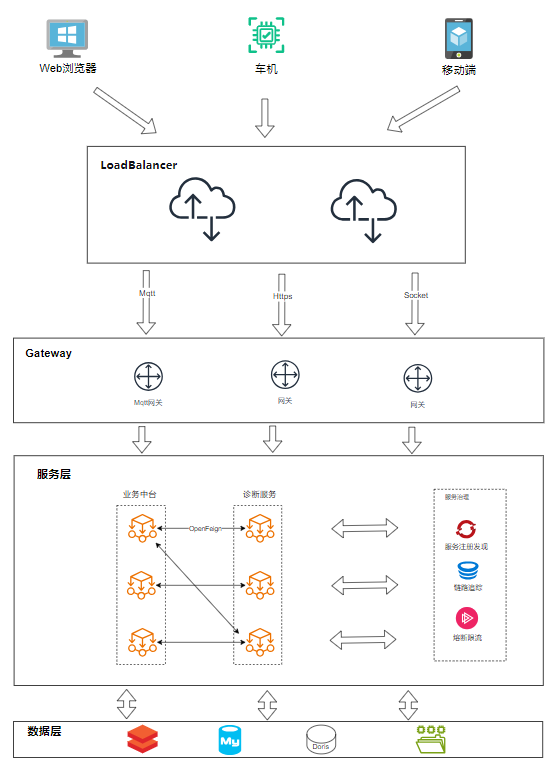 Web浏览器
车机
移动端
LoadBalancer
Mqtt
Https
Socket
Gateway
Mqtt网关
网关
网关
服务层
业务中台
诊断服务
服务治理
OpenFeign
服务注册发现
链路追踪
熔断限流
数据层
My
Doris